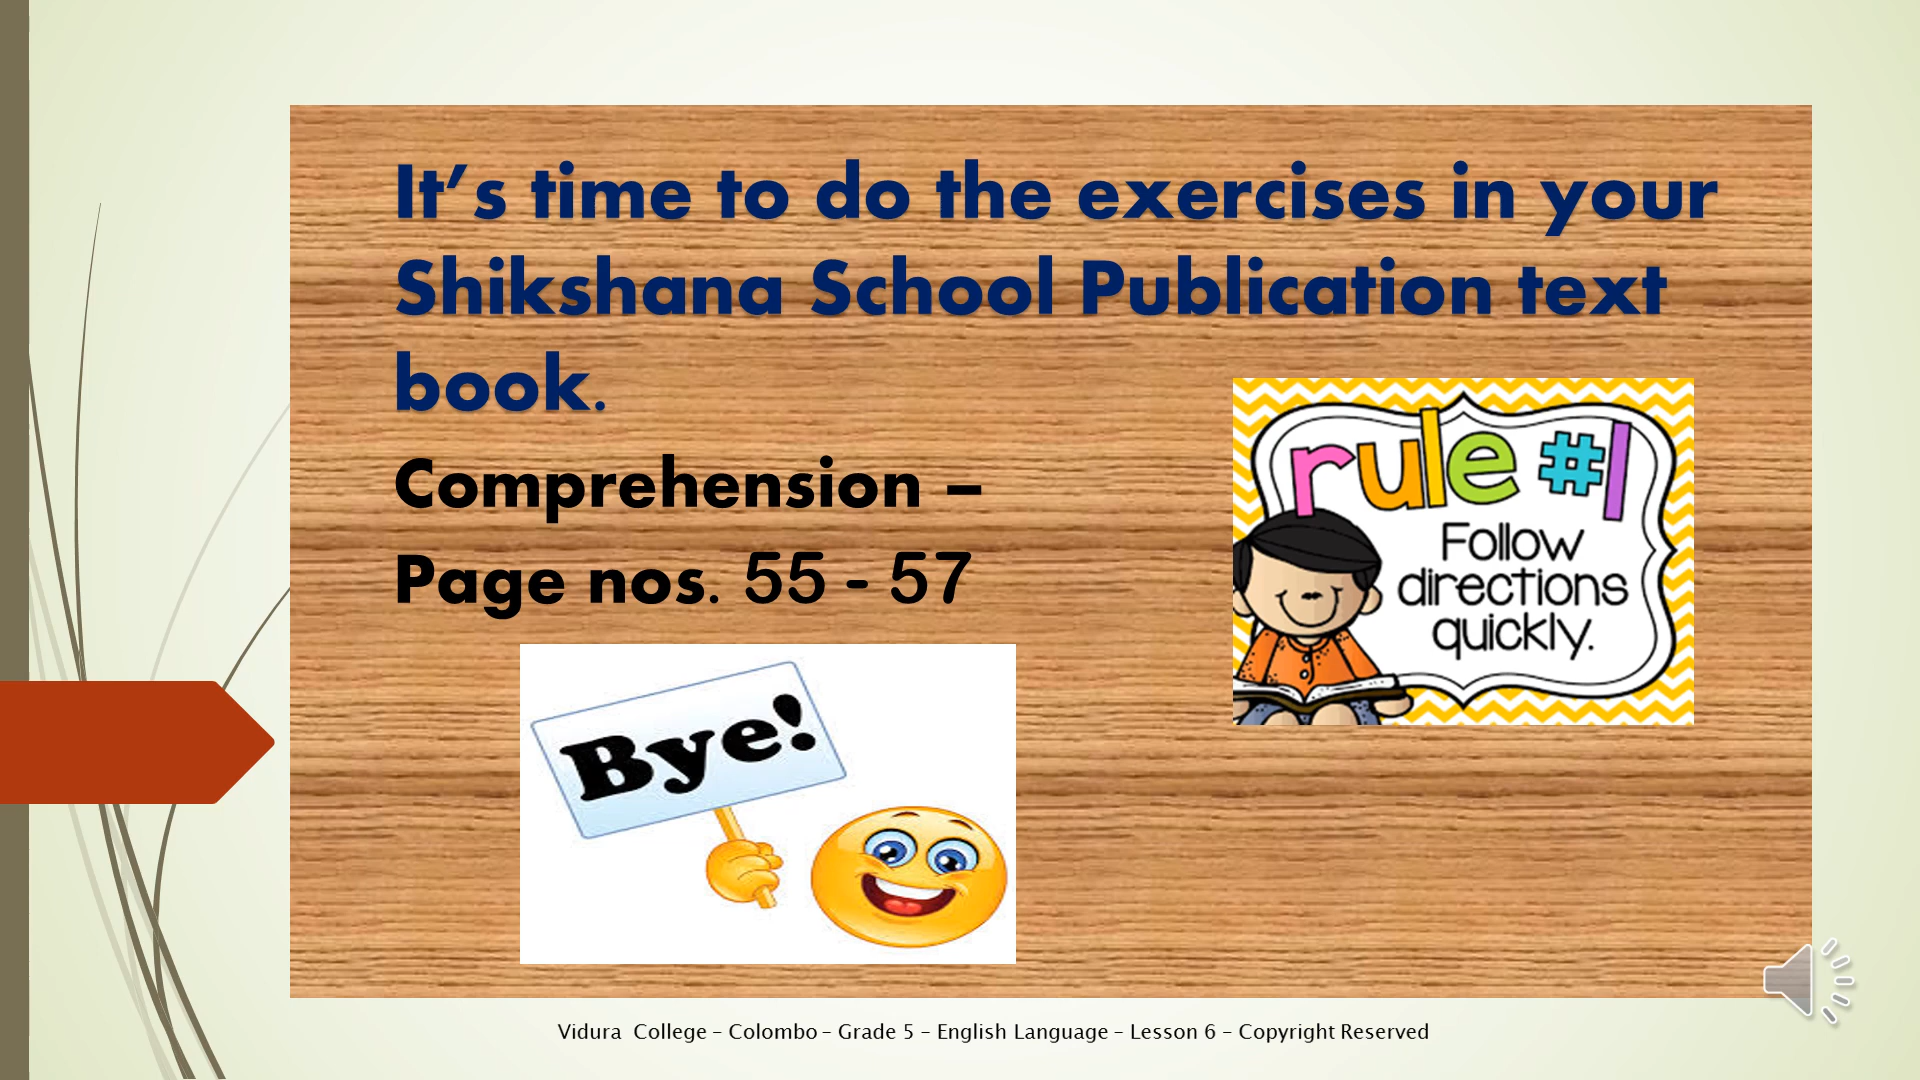 It’s time to do the exercises in your
Shikshana School Publication text
book.
Comprehension –
Page nos. 55 - 57
rule #1
Follow
directions
quickly.
Bye!
Vidura College – Colombo – Grade 5 – English Language – Lesson 6 – Copyright Reserved